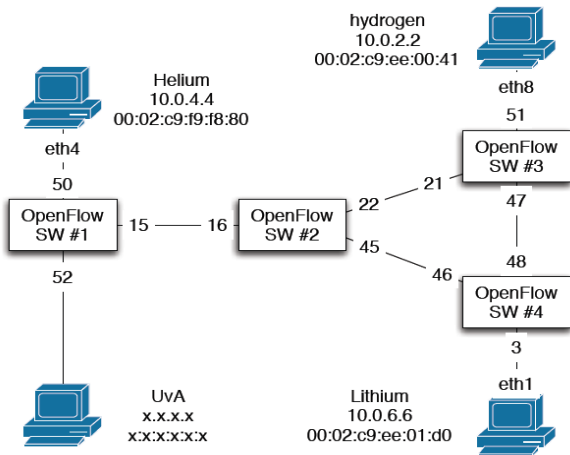 hydrogen
10.0.2.2
00:02:c9:ee:00:41
eth8
51
Helium
10.0.4.4
00:02:c9:f9:f8:80
eth4
50
OpenFlow
SW #1
15
16
OpenFlow
SW #2
22
21
OpenFlow
SW #3
47
45
46
48
OpenFlow
SW #4
52
3
eth1
UvA
x.x.x.x
x:x:x:x:x:x
Lithium
10.0.6.6
00:02:c9:ee:01:d0